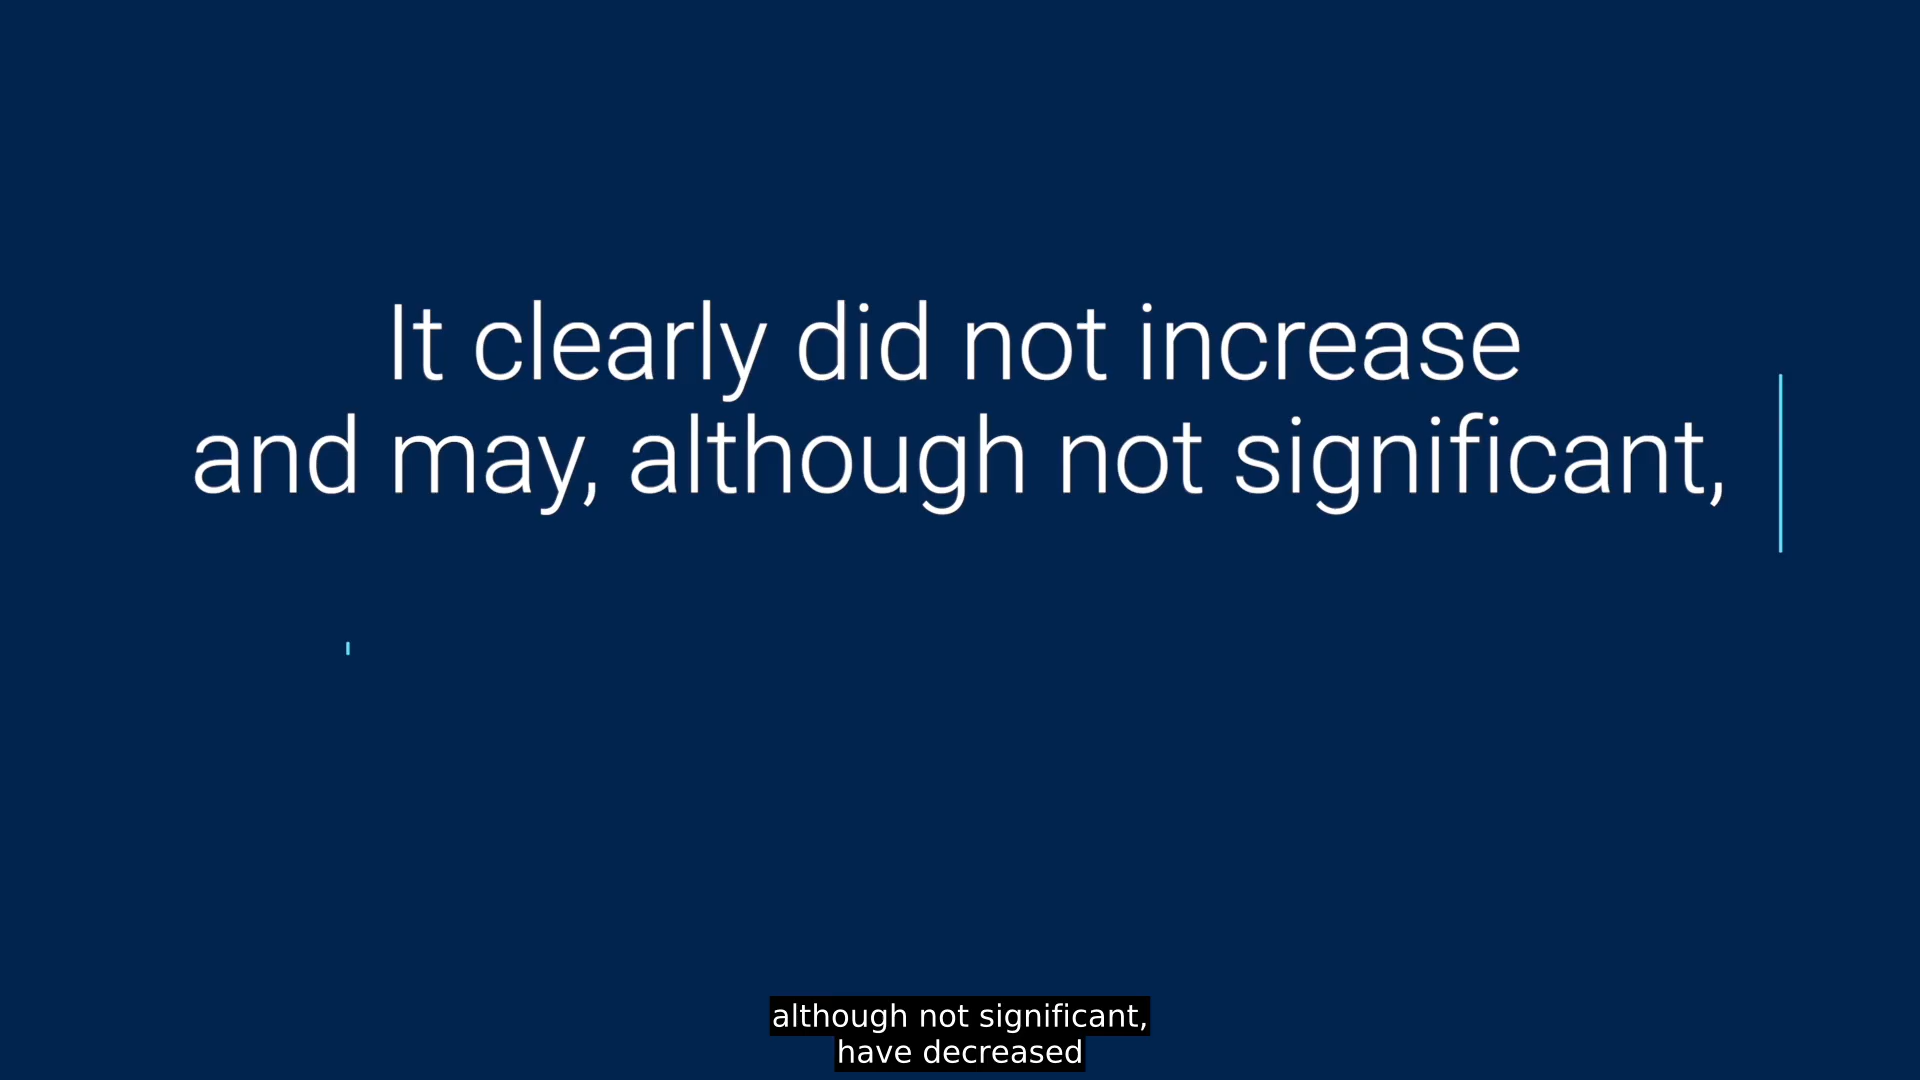 It clearly did not increase
and may, although not significant,
although not significant,
have decreased